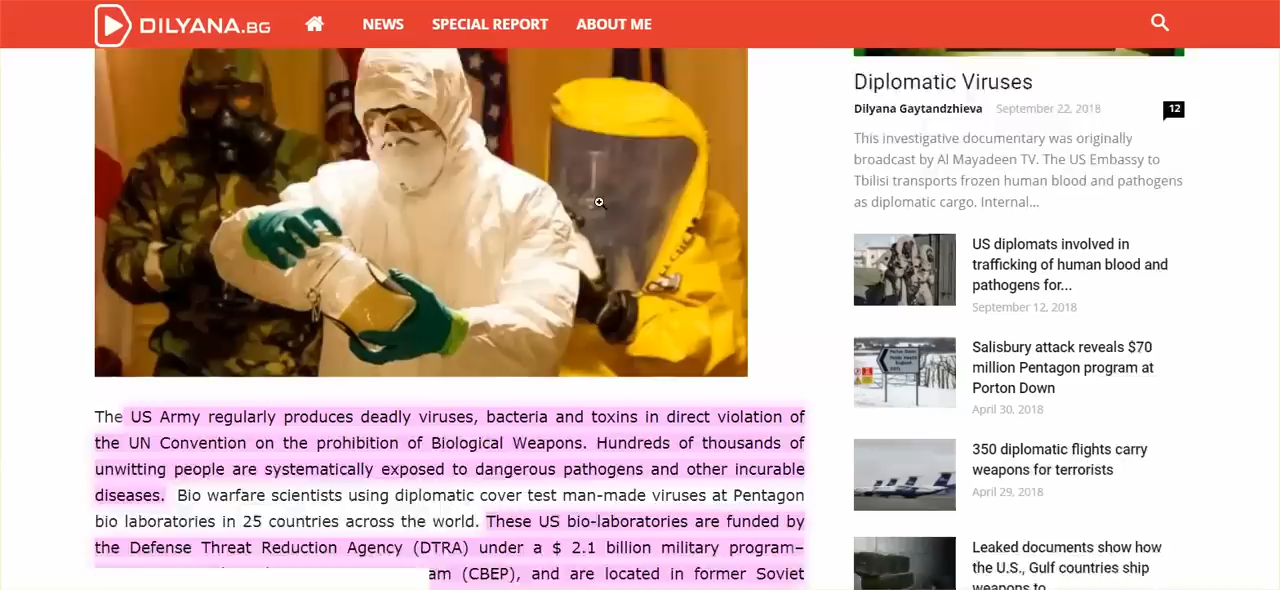 DILYANA.BG
NEWS
SPECIAL REPORT
ABOUT ME
The US Army regularly produces deadly viruses, bacteria and toxins in direct violation of
the UN Convention on the prohibition of Biological Weapons. Hundreds of thousands of
unwitting people are systematically exposed to dangerous pathogens and other incurable
diseases. Bio warfare scientists using diplomatic cover test man-made viruses at Pentagon
bio laboratories in 25 countries across the world. These US bio-laboratories are funded by
the Defense Threat Reduction Agency (DTRA) under a $ 2.1 billion military program–
am (CBEP), and are located in former Soviet
Diplomatic Viruses
Dilyana Gaytandzhieva September 22, 2018
12
This investigative documentary was originally
broadcast by Al Mayadeen TV. The US Embassy to
Tbilisi transports frozen human blood and pathogens
as diplomatic cargo. Internal...
US diplomats involved in
trafficking of human blood and
pathogens for...
September 12, 2018
Salisbury attack reveals $70
million Pentagon program at
Porton Down
April 30, 2018
350 diplomatic flights carry
weapons for terrorists
April 29, 2018
Leaked documents show how
the U.S., Gulf countries ship
weapons to